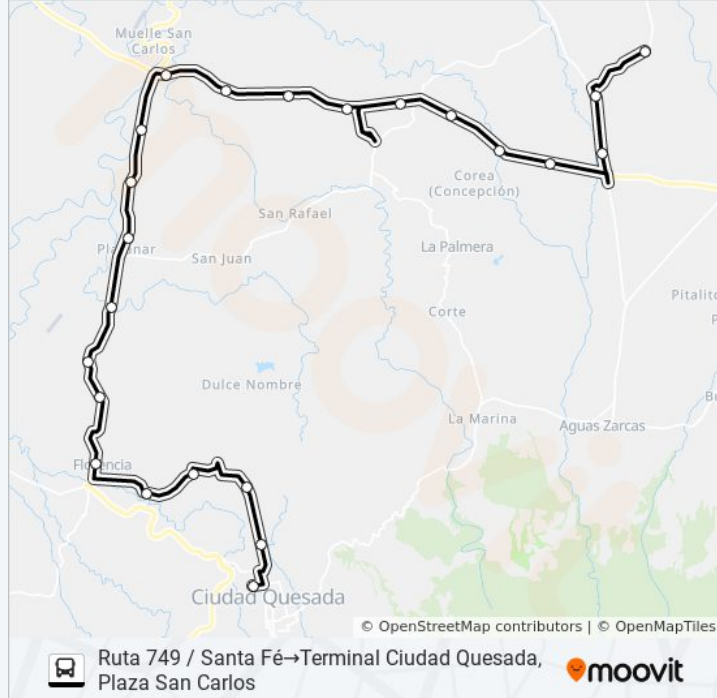 Muelle San
Carlos
Corea
(Concepción)
San Rafael
La Palmera
Platanar
San Juan
Pitalito
Corte
Dulce Nombre
La Marina
Aguas Zarcas
Florencia
Ciudad Quesada
© OpenStreetMap contributors | © OpenMapTiles
Ruta 749 / Santa Fé→Terminal Ciudad Quesada,
Plaza San Carlos
moovit